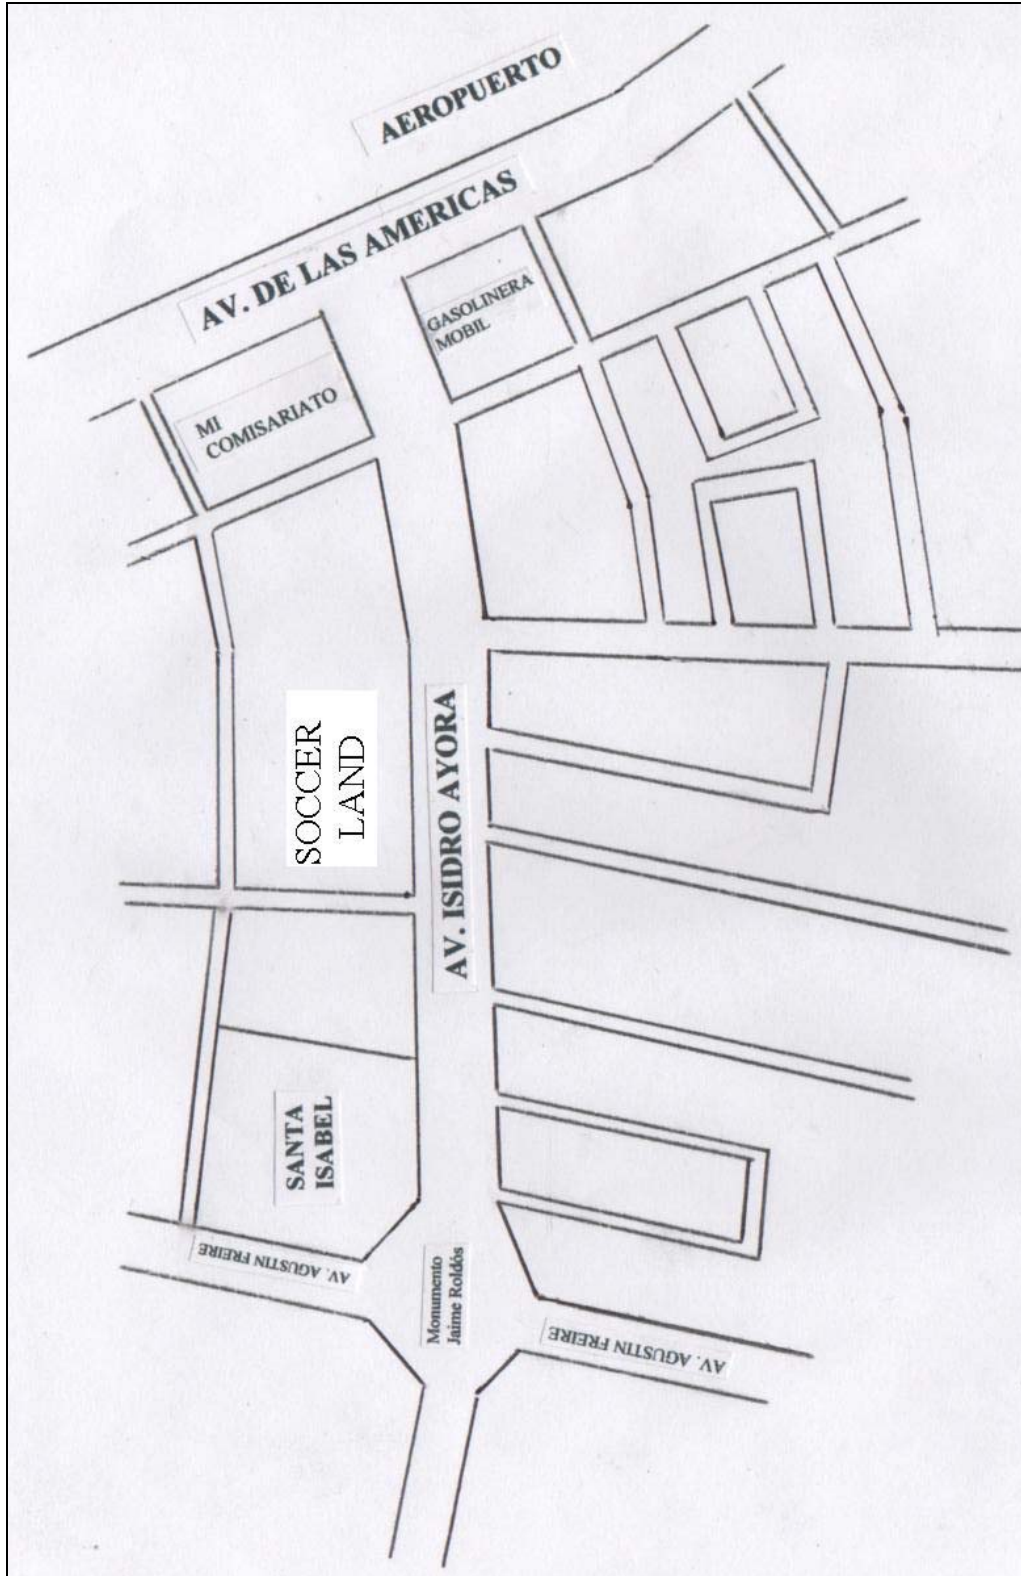 AEROPUERTO
AV. DE LAS AMERICAS
GASOLINERA
MOBIL
MI
COMISARIATO
SOCCER
LAND
AV. ISIDRO AYORA
SANTA
ISABEL
AV. AGUSTIN FREIRE
Monumento
Jaime Roldós
AV. AGUSTIN FREIRE